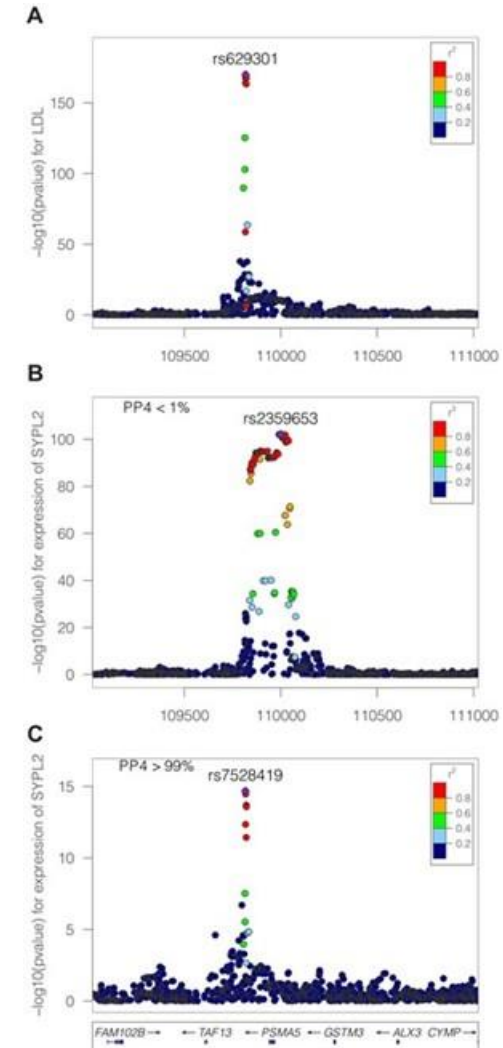 A
rs629301
r²
0.8
0.6
0.4
0.2
150
100
50
0
-log10(pvalue) for LDL
109500 110000 110500 111000
B
PP4 < 1%
rs2359653
r²
0.8
0.6
0.4
0.2
100
80
60
40
20
0
-log10(pvalue) for expression of SYPL2
109500 110000 110500 111000
C
PP4 > 99%
rs7528419
r²
0.8
0.6
0.4
0.2
15
10
5
0
-log10(pvalue) for expression of SYPL2
FAM102B→ ←TAF13 ←PSMA5 ←GSTM3 ←ALX3 CYMP→